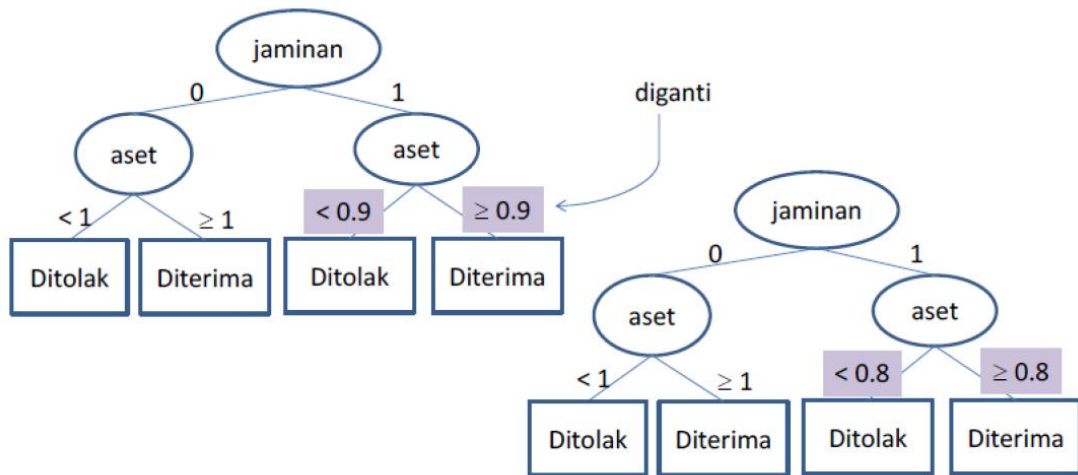 jaminan
0 1
aset aset
< 1 ≥ 1 < 0.9 ≥ 0.9
Ditolak Diterima Ditolak Diterima
diganti
jaminan
0 1
aset aset
< 1 ≥ 1 < 0.8 ≥ 0.8
Ditolak Diterima Ditolak Diterima